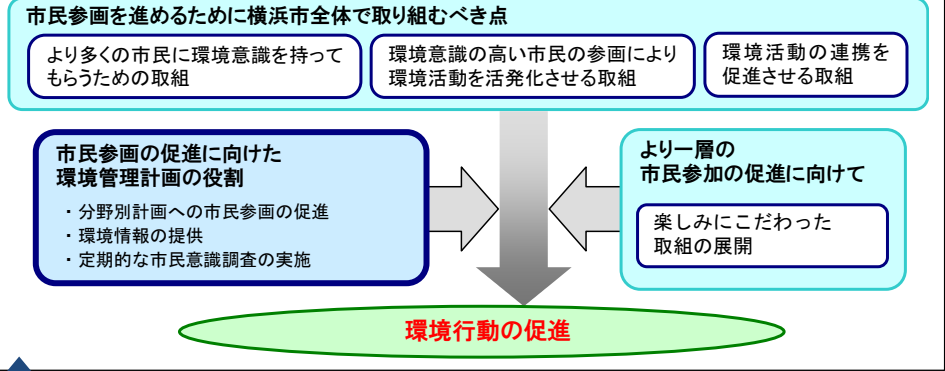 市民参画を進めるために横浜市全体で取り組むべき点
より多くの市民に環境意識を持って
もらうための取組
環境意識の高い市民の参画により
環境活動を活発化させる取組
環境活動の連携を
促進させる取組
市民参画の促進に向けた
環境管理計画の役割
・分野別計画への市民参画の促進
・環境情報の提供
・定期的な市民意識調査の実施
より一層の
市民参加の促進に向けて
楽しみにこだわった
取組の展開
環境行動の促進